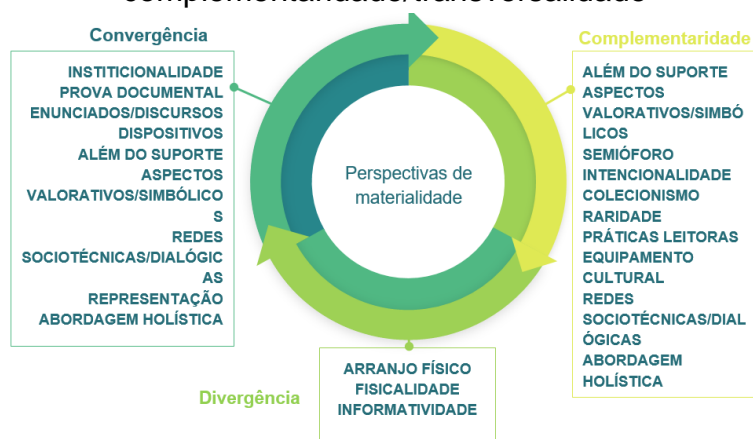 complementaridade/transversalidade
Convergência
INSTITICIONALIDADE
PROVA DOCUMENTAL
ENUNCIADOS/DISCURSOS
DISPOSITIVOS
ALÉM DO SUPORTE
ASPECTOS
VALORATIVOS/SIMBÓLICO
S
REDES
SOCIOTÉCNICAS/DIALÓGIC
AS
REPRESENTAÇÃO
ABORDAGEM HOLÍSTICA
Perspectivas de
materialidade
Complementaridade
ALÉM DO SUPORTE
ASPECTOS
VALORATIVOS/SIMBÓ
LICOS
SEMIÓFORO
INTENCIONALIDADE
COLECIONISMO
RARIDADE
PRÁTICAS LEITORAS
EQUIPAMENTO
CULTURAL
REDES
SOCIOTÉCNICAS/DIAL
ÓGICAS
ABORDAGEM
HOLÍSTICA
Divergência
ARRANJO FÍSICO
FISICALIDADE
INFORMATIVIDADE